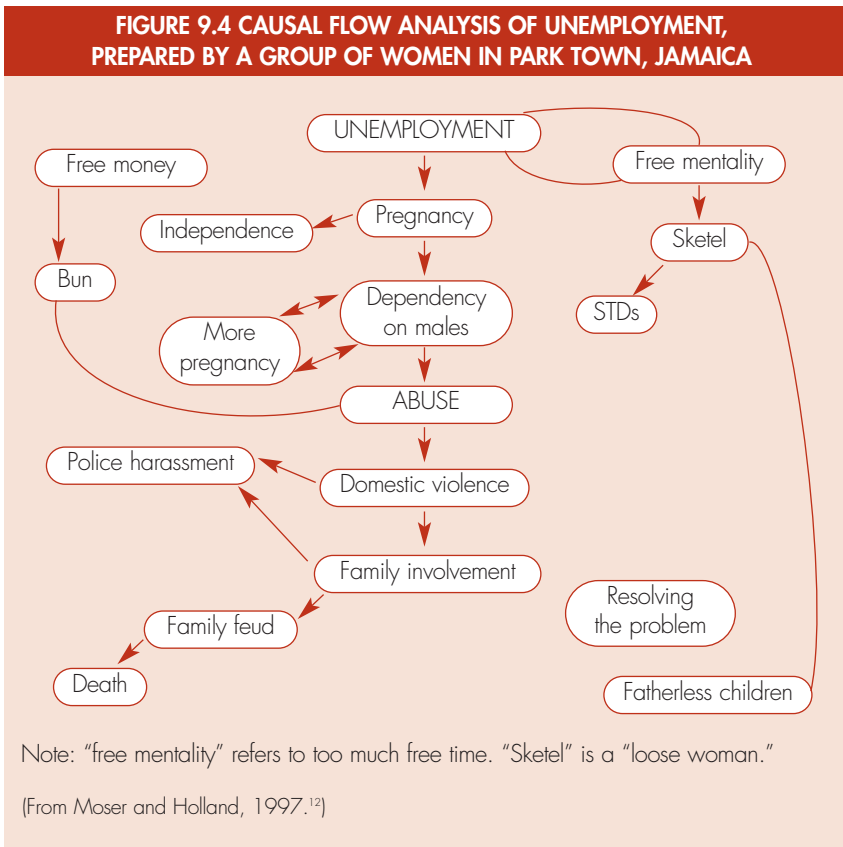 FIGURE 9.4 CAUSAL FLOW ANALYSIS OF UNEMPLOYMENT,
PREPARED BY A GROUP OF WOMEN IN PARK TOWN, JAMAICA
UNEMPLOYMENT
Free money
Free mentality
Pregnancy
Independence
Sketel
Bun
Dependency
on males
STDs
More
pregnancy
ABUSE
Police harassment
Domestic violence
Family involvement
Resolving
the problem
Family feud
Death
Fatherless children
Note: “free mentality” refers to too much free time. “Sketel” is a “loose woman.”
(From Moser and Holland, 1997.¹²)